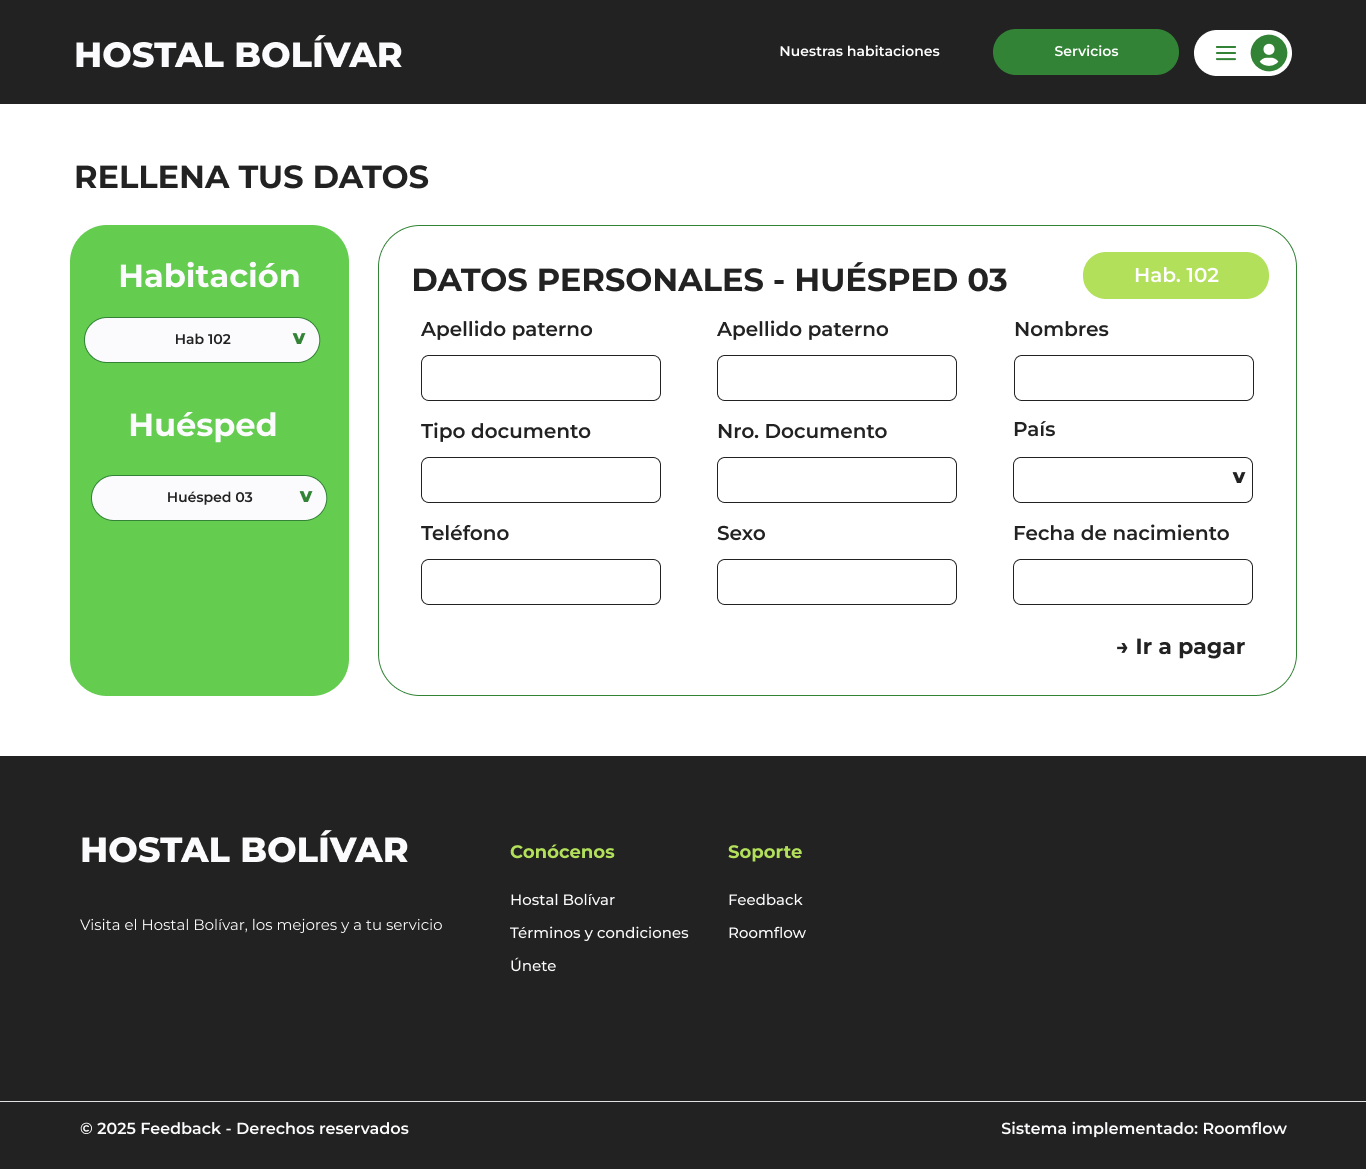 HOSTAL BOLÍVAR
Nuestras habitaciones
Servicios
RELLENA TUS DATOS
Habitación
Hab 102 v
Huésped
Huésped 03 v
DATOS PERSONALES - HUÉSPED 03
Hab. 102
Apellido paterno
Apellido paterno
Nombres
Tipo documento
Nro. Documento
País
v
Teléfono
Sexo
Fecha de nacimiento
→ Ir a pagar
HOSTAL BOLÍVAR
Visita el Hostal Bolívar, los mejores y a tu servicio
Conócenos
Hostal Bolívar
Términos y condiciones
Únete
Soporte
Feedback
Roomflow
© 2025 Feedback - Derechos reservados
Sistema implementado: Roomflow